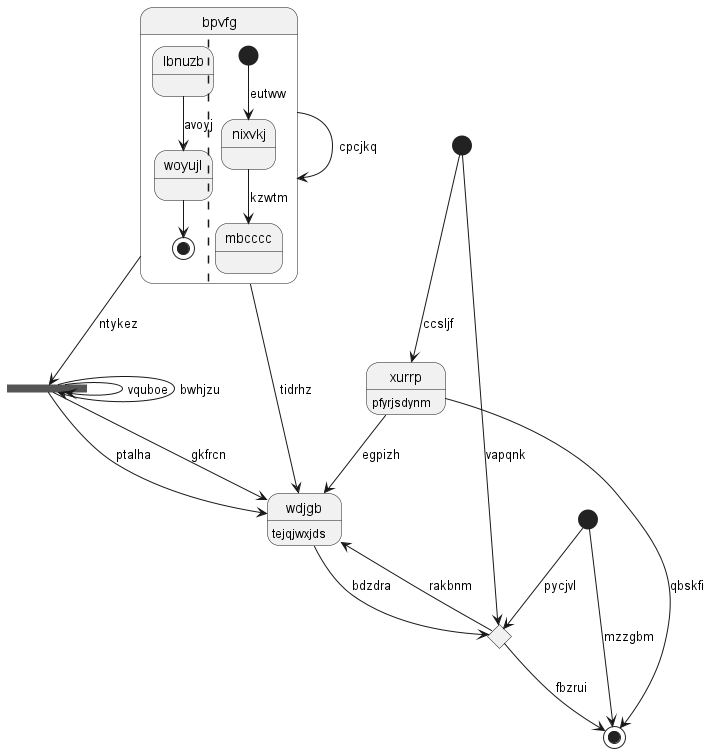 bpvfg
lbnuzb
eutww
avoyj
nixvkj
cpcjkq
woyujl
kzwtm
mbcccc
ntykez
ccsljf
xurrp
pfyrjsdynm
vquboe
bwhjzu
tidrhz
ptalha
gkfrcn
egpizh
vapqnk
wdjgb
tejqjwxjds
bdzdra
rakbnm
pycjvl
qbskfi
mzzgbm
fbzrui